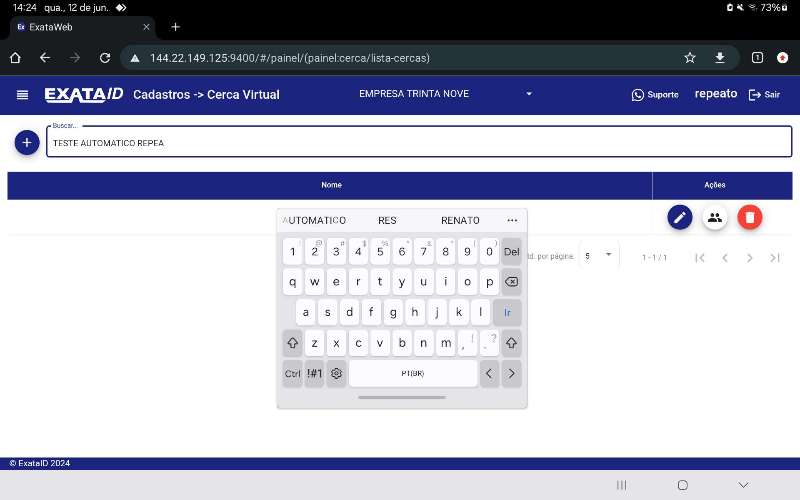 14:24 qua., 12 de jun. 73%
ExataWeb
144.22.149.125:9400/#/painel/(painel:cerca/lista-cercas) 1
EXATAID Cadastros -> Cerca Virtual EMPRESA TRINTA NOVE Suporte repeato Sair
Buscar...
+ TESTE AUTOMATICO REPEA
Nome Ações
AUTOMATICO RES RENATO ...
1 2 3 4 5 6 7 8 9 0 Del
td. por página: 5 1 - 1 / 1
q w e r t y u i o p
a s d f g h j k l Ir
z x c v b n m , ! . ?
Ctrl !#1 PT(BR) < >
© ExataID 2024